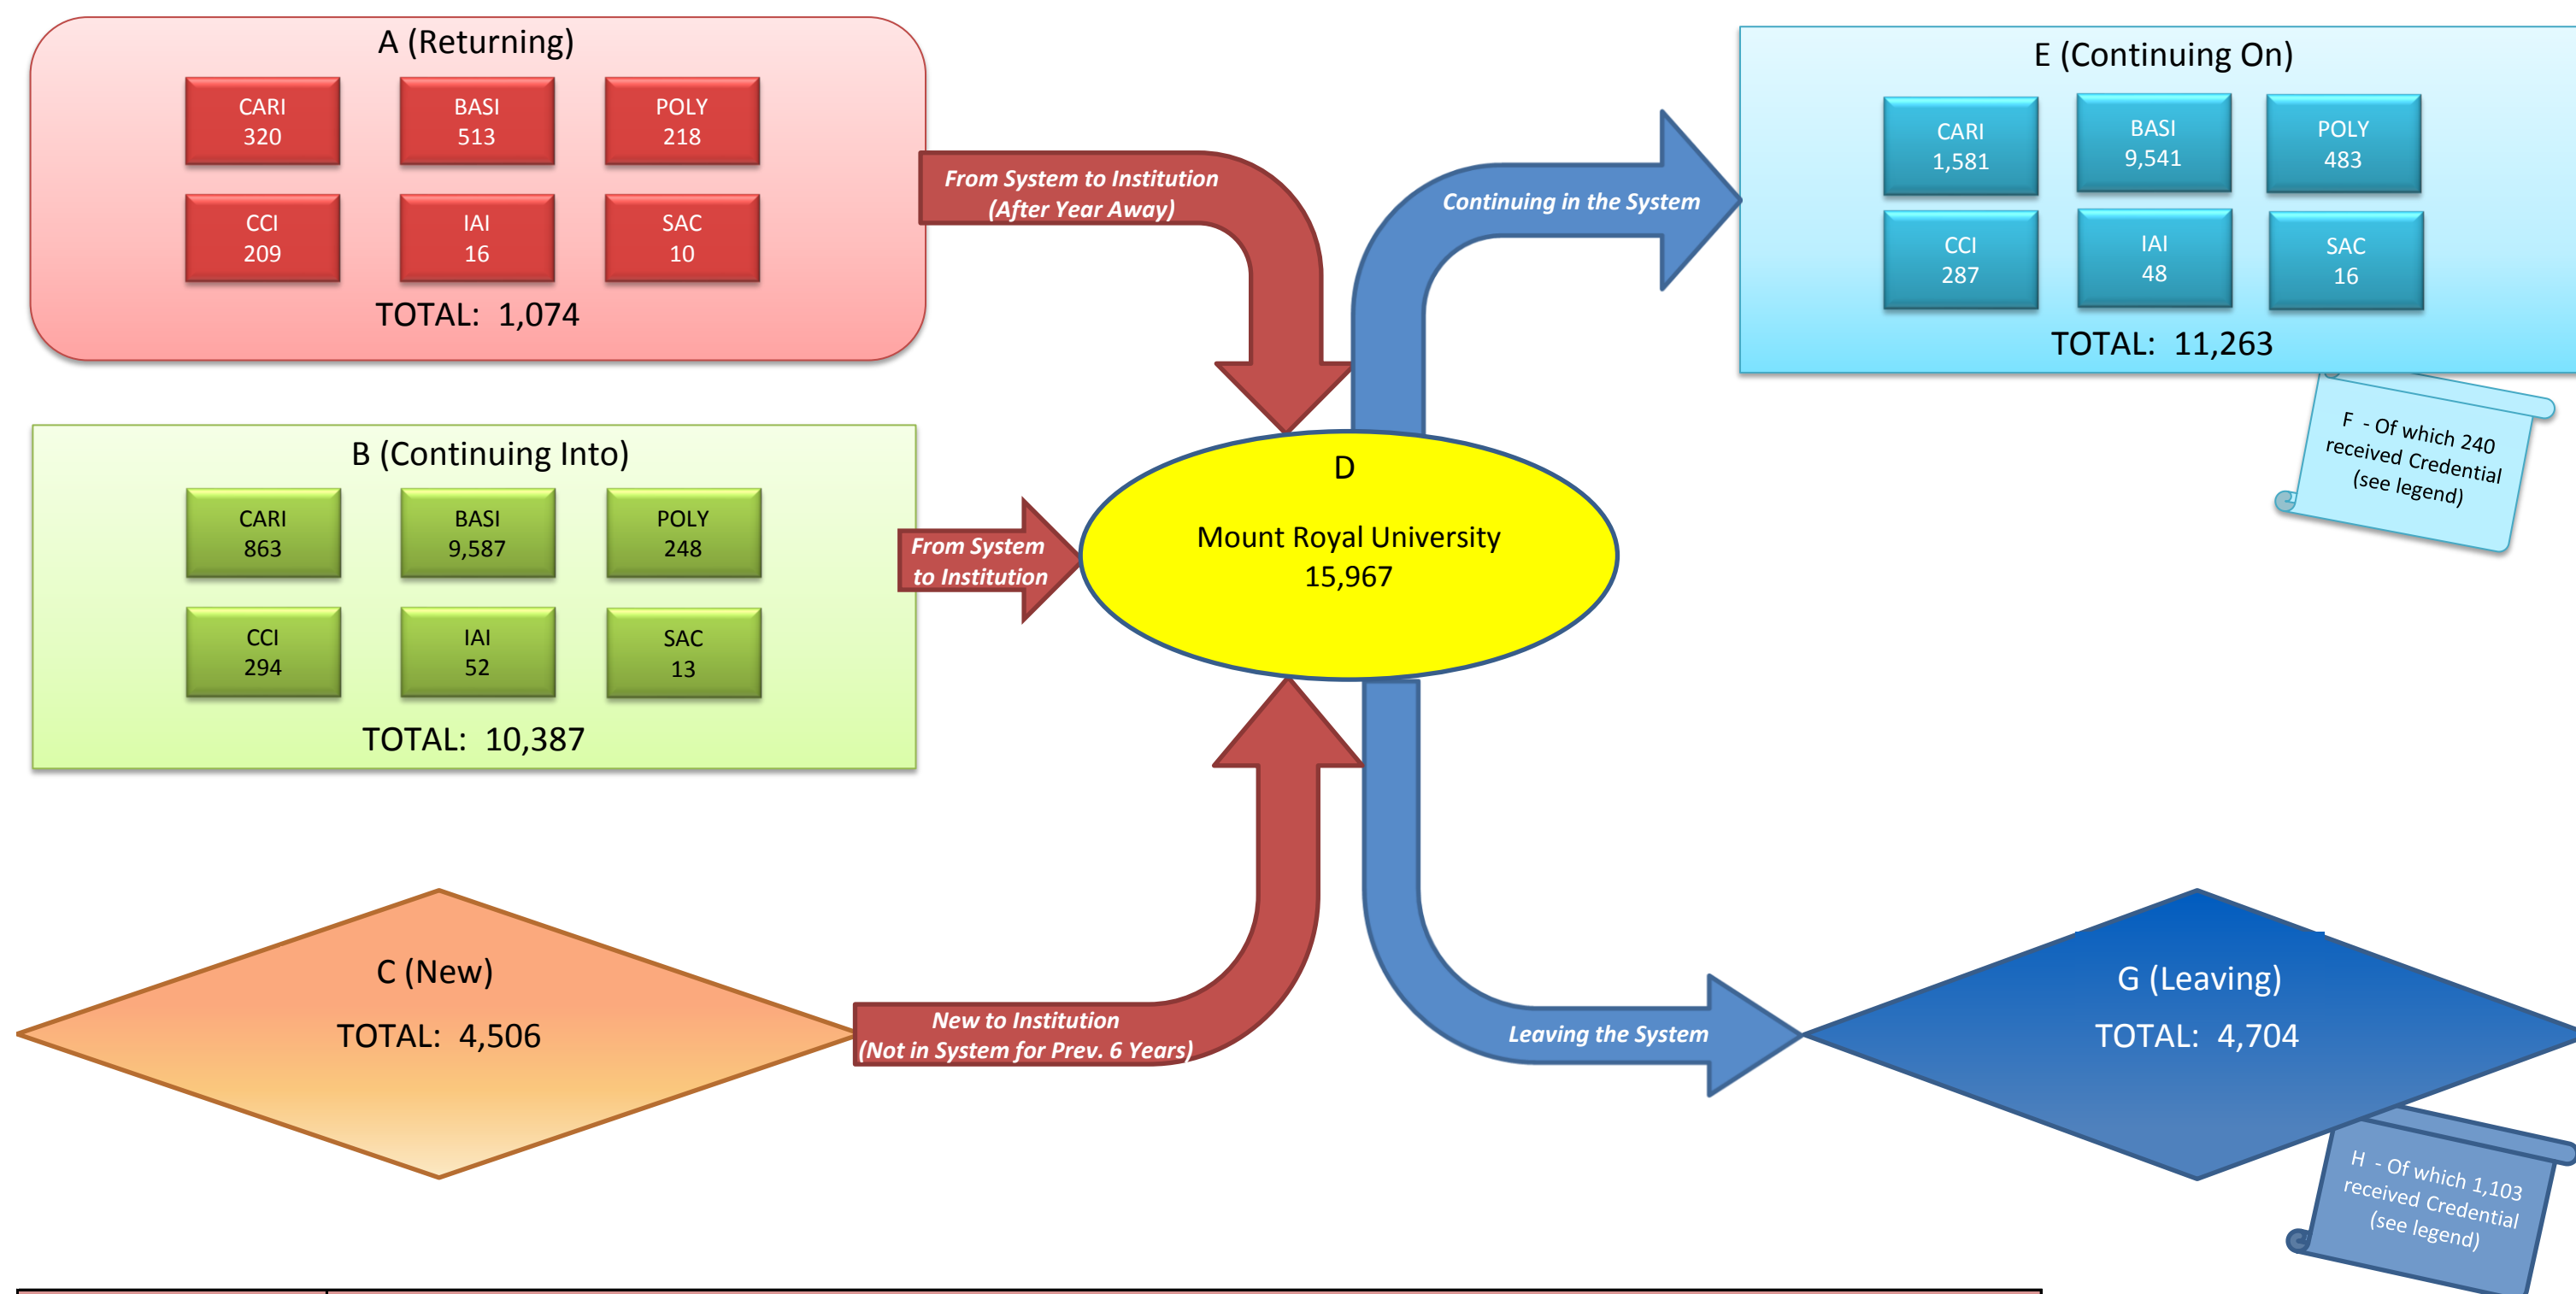 A (Returning)
CARI
320
BASI
513
POLY
218
CCI
209
IAI
16
SAC
10
TOTAL: 1,074
From System to Institution
(After Year Away)
Continuing in the System
E (Continuing On)
CARI
1,581
BASI
9,541
POLY
483
CCI
287
IAI
48
SAC
16
TOTAL: 11,263
F - Of which 240
received Credential
(see legend)
B (Continuing Into)
CARI
863
BASI
9,587
POLY
248
CCI
294
IAI
52
SAC
13
TOTAL: 10,387
From System
to Institution
D
Mount Royal University
15,967
C (New)
TOTAL: 4,506
New to Institution
(Not in System for Prev. 6 Years)
Leaving the System
G (Leaving)
TOTAL: 4,704
H - Of which 1,103
received Credential
(see legend)